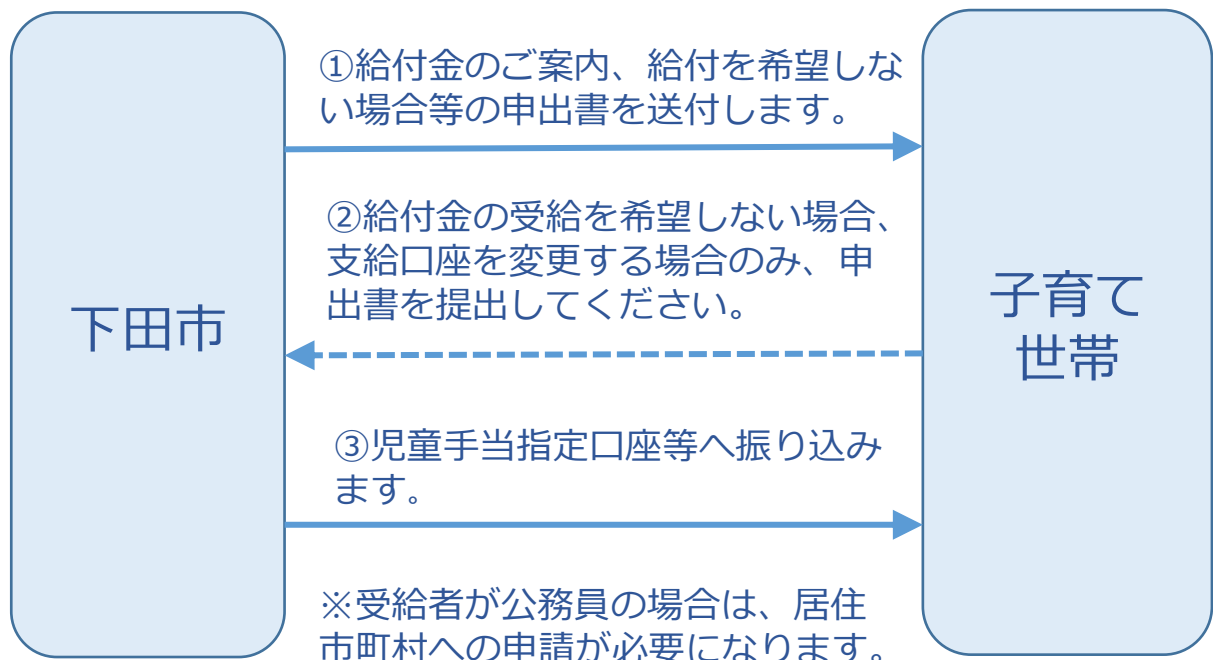 ①給付金のご案内、給付を希望しな
い場合等の申出書を送付します。
②給付金の受給を希望しない場合、
支給口座を変更する場合のみ、申
出書を提出してください。
下田市
子育て
世帯
③児童手当指定口座等へ振り込み
ます。
※受給者が公務員の場合は、居住
市町村への申請が必要になります。